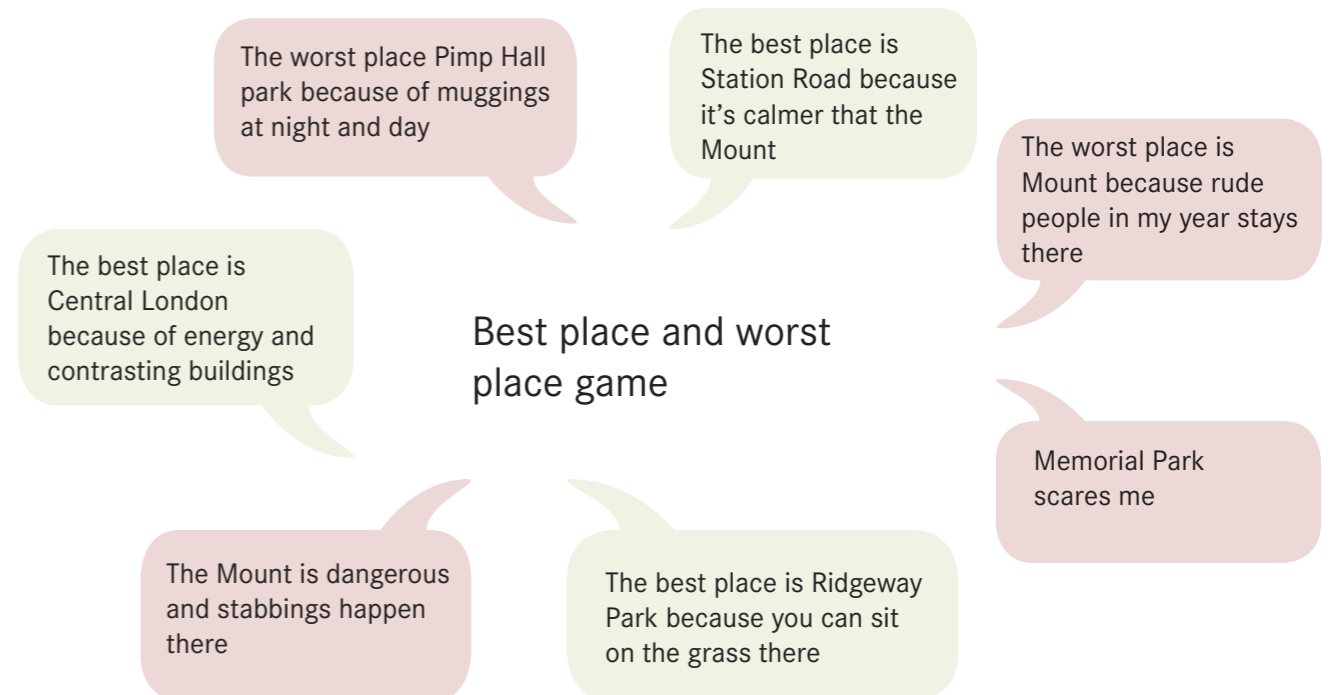 The worst place Pimp Hall
park because of muggings
at night and day
The best place is
Station Road because
it's calmer that the
Mount
The worst place is
Mount because rude
people in my year stays
there
The best place is
Central London
because of energy and
contrasting buildings
Best place and worst
place game
Memorial Park
scares me
The Mount is dangerous
and stabbings happen
there
The best place is Ridgeway
Park because you can sit
on the grass there